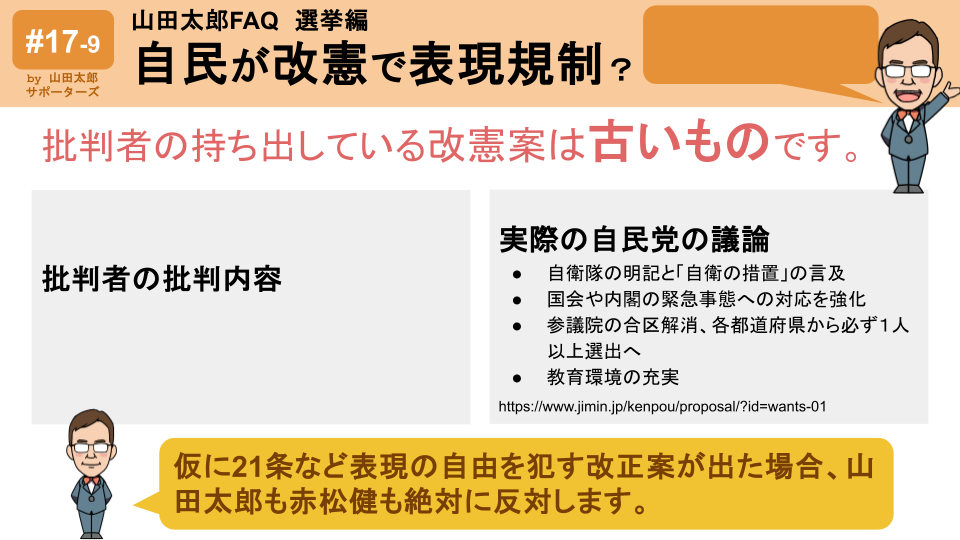 #17-9
by 山田太郎
サポーターズ
山田太郎FAQ 選挙編
自民が改憲で表現規制？
批判者の持ち出している改憲案は古いものです。
批判者の批判内容
実際の自民党の議論
● 自衛隊の明記と「自衛の措置」の言及
● 国会や内閣の緊急事態への対応を強化
● 参議院の合区解消、各都道府県から必ず１人
以上選出へ
● 教育環境の充実
https://www.jimin.jp/kenpou/proposal/?id=wants-01
仮に21条など表現の自由を犯す改正案が出た場合、山
田太郎も赤松健も絶対に反対します。